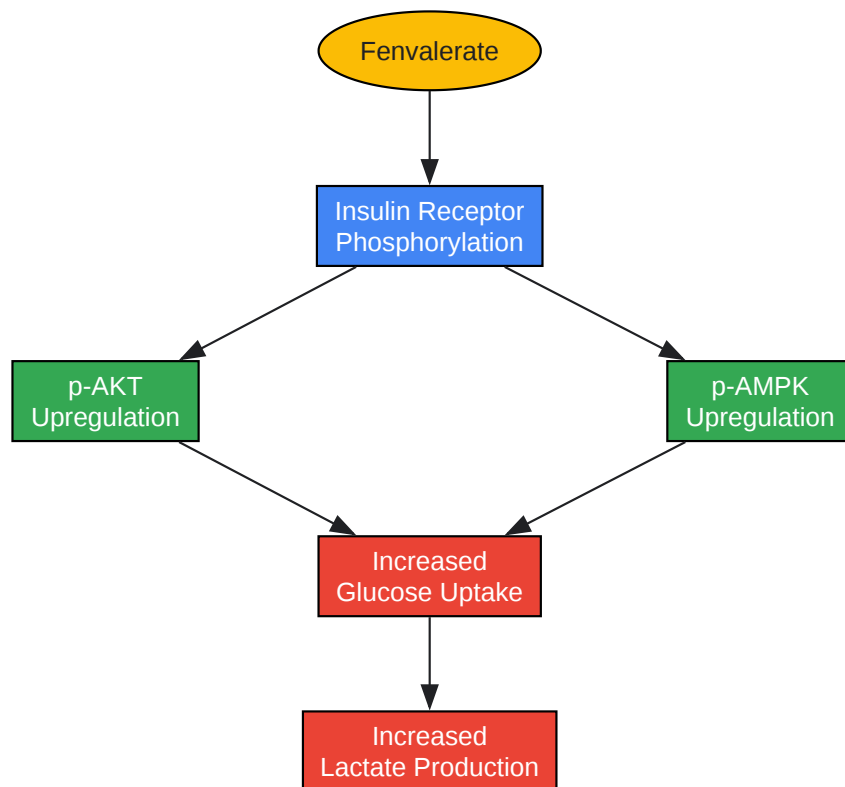 Fenvalerate
Insulin Receptor
Phosphorylation
p-AKT
Upregulation
p-AMPK
Upregulation
Increased
Glucose Uptake
Increased
Lactate Production